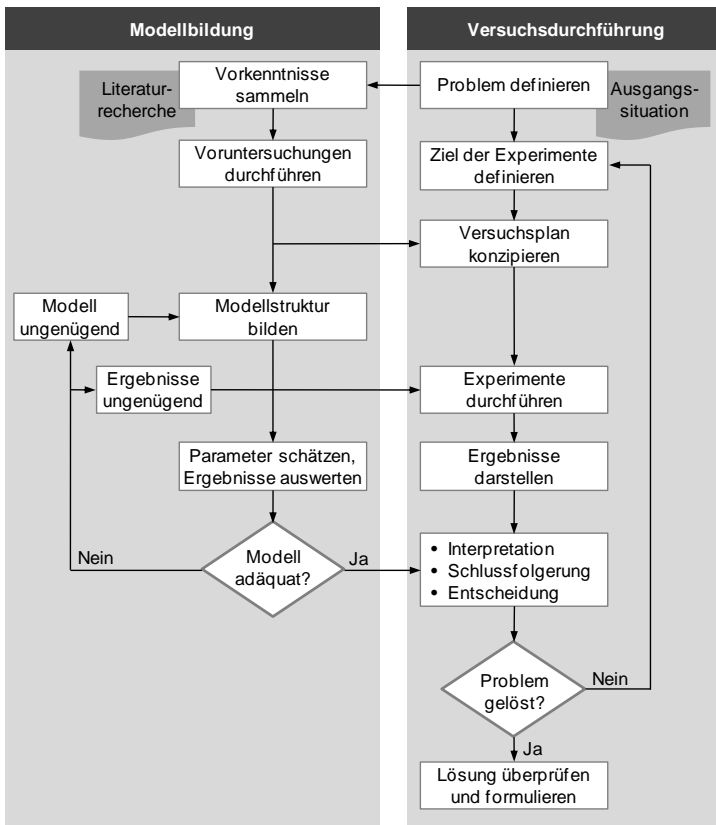 Modellbildung
Versuchsdurchführung
Literatur-
recherche
Vorkenntnisse
sammeln
Problem definieren
Ausgangs-
situation
Voruntersuchungen
durchführen
Ziel der Experimente
definieren
Versuchsplan
konzipieren
Modell
ungenügend
Modellstruktur
bilden
Ergebnisse
ungenügend
Experimente
durchführen
Parameter schätzen,
Ergebnisse auswerten
Ergebnisse
darstellen
Nein
Modell
adäquat?
Ja
• Interpretation
• Schlussfolgerung
• Entscheidung
Problem
gelöst?
Nein
Ja
Lösung überprüfen
und formulieren